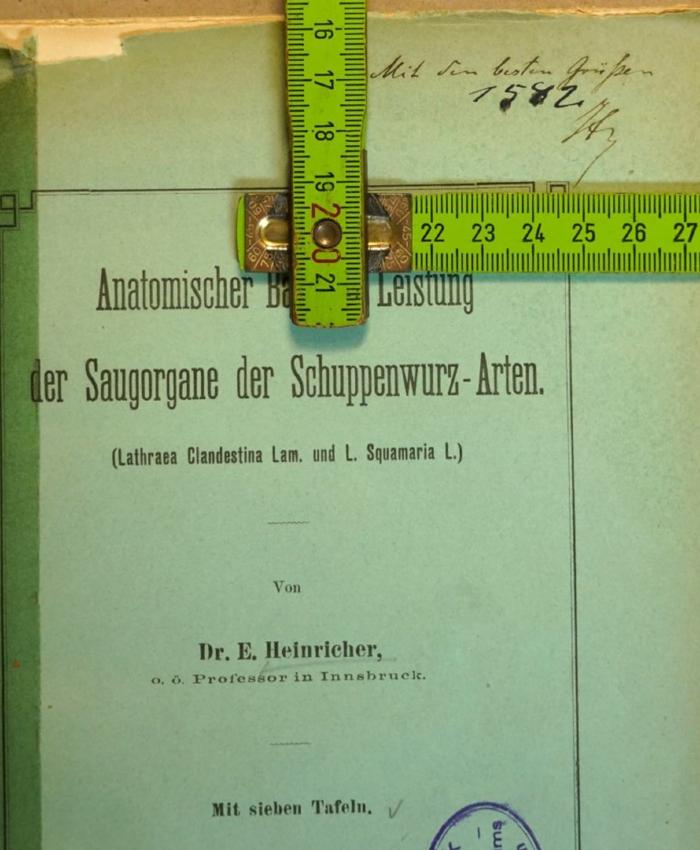 Mit den besten Grüßen
1582
16
17
18
19
20
21
22 23 24 25 26 27
Anatomischer Ba Leistung
der Saugorgane der Schuppenwurz-Arten.
(Lathraea Clandestina Lam. und L. Squamaria L.)
Von
Dr. E. Heinricher,
o. ö. Professor in Innsbruck.
Mit sieben Tafeln.